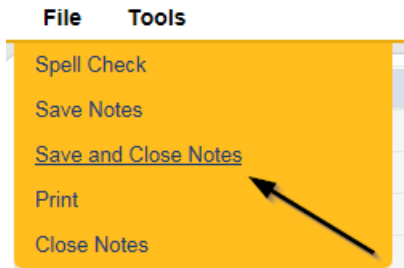 File Tools
Spell Check
Save Notes
Save and Close Notes
Print
Close Notes